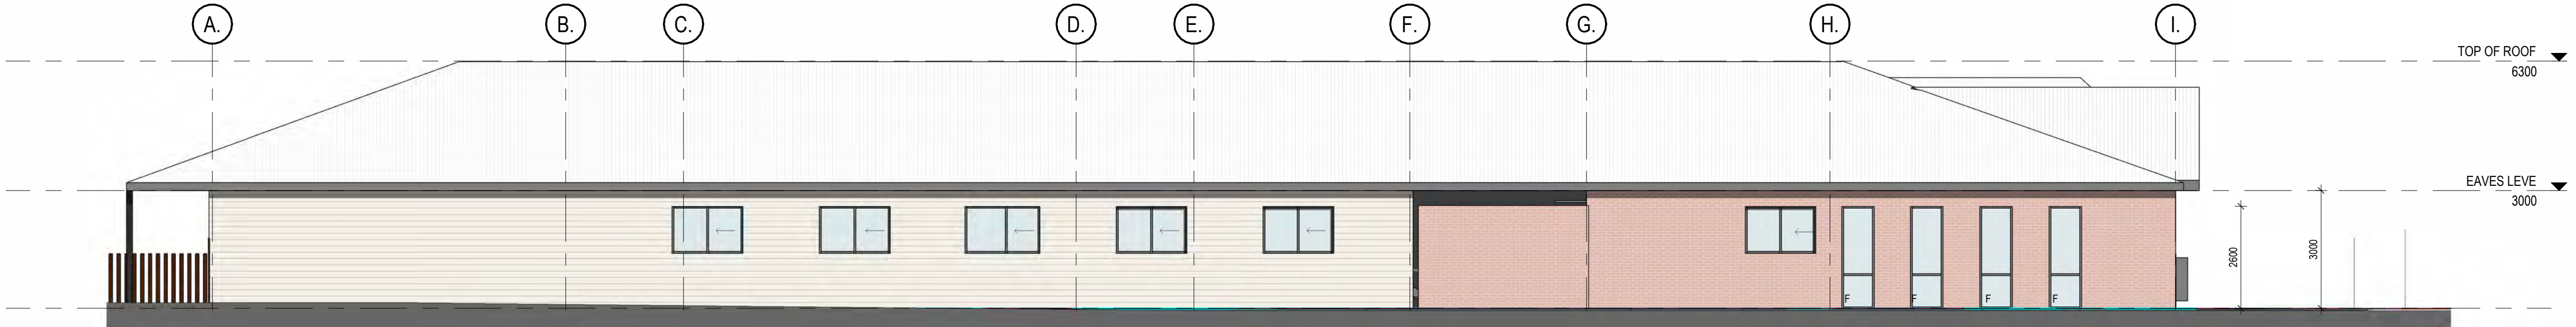 A.
B.
C.
D.
E.
F.
G.
H.
I.
TOP OF ROOF
6300
EAVES LEVE
3000
2600
3000
F
F
F
F